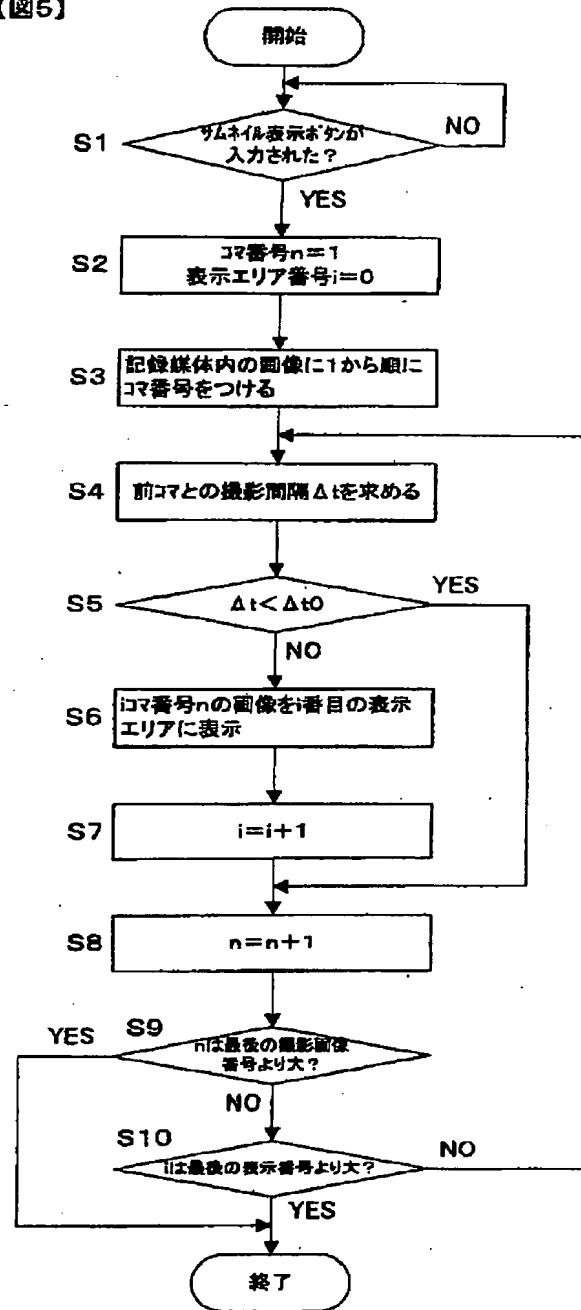 【図5】
開始
S1
サムネイル表示ボタンが
入力された?
NO
YES
S2
コマ番号n=1
表示エリア番号i=0
S3
記録媒体内の画像に1から順に
コマ番号をつける
S4
前コマとの撮影間隔Δtを求める
S5
Δt<Δt0
YES
NO
S6
iコマ番号nの画像をi番目の表示
エリアに表示
S7
i=i+1
S8
n=n+1
S9
YES
nは最後の撮影画像
番号より大?
NO
S10
iは最後の表示番号より大?
NO
YES
終了